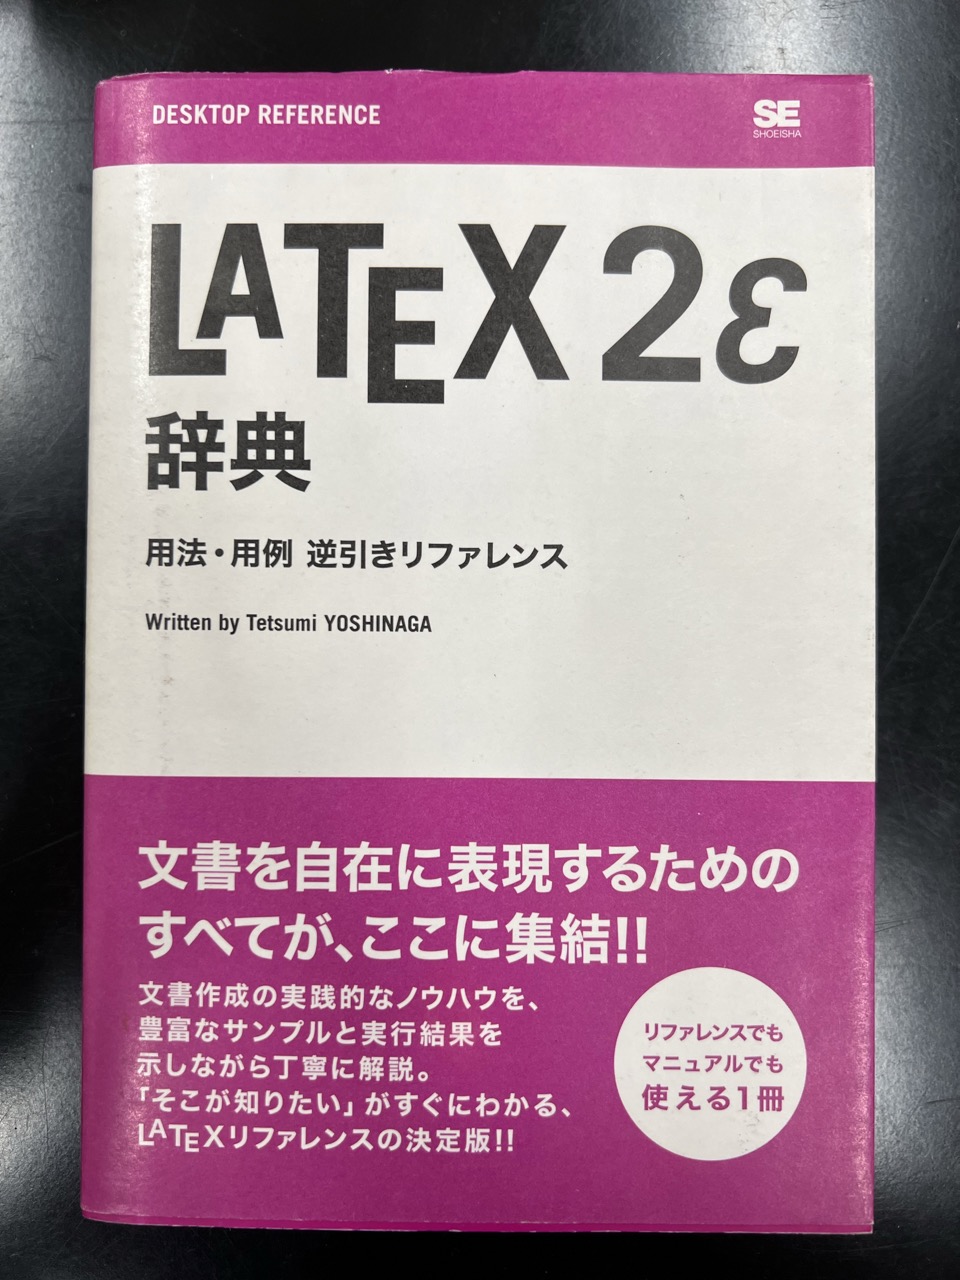 DESKTOP REFERENCE
SE
SHOEISHA
LATEX 2ε
辞典
用法・用例 逆引きリファレンス
Written by Tetsumi YOSHINAGA
文書を自在に表現するための
すべてが、ここに集結!!
文書作成の実践的なノウハウを、
豊富なサンプルと実行結果を
示しながら丁寧に解説。
「そこが知りたい」がすぐにわかる、
LATEXリファレンスの決定版!!
リファレンスでも
マニュアルでも
使える1冊